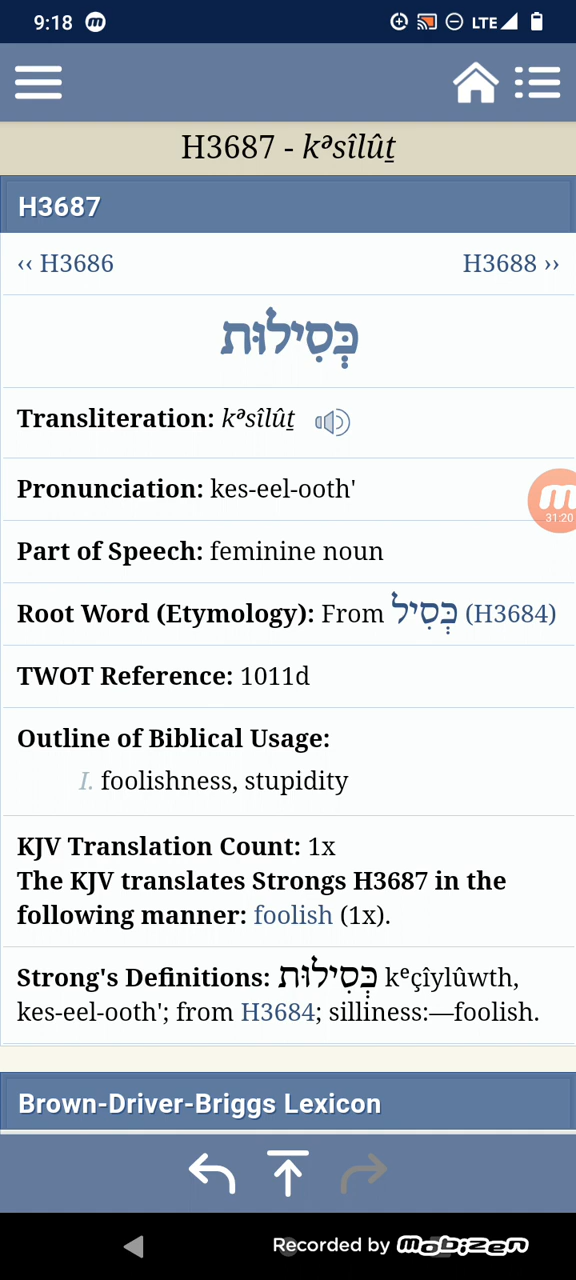 9:18 LTE
H3687 - kᵊsîlûṯ
H3687
‹‹ H3686 H3688 ››
כְּסִילוּת
Transliteration: kᵊsîlûṯ
31:20
Pronunciation: kes-eel-ooth'
Part of Speech: feminine noun
Root Word (Etymology): From כְּסִיל (H3684)
TWOT Reference: 1011d
Outline of Biblical Usage:
I. foolishness, stupidity
KJV Translation Count: 1x
The KJV translates Strongs H3687 in the
following manner: foolish (1x).
Strong's Definitions: כְּסִילוּת kᵉçîylûwth,
kes-eel-ooth'; from H3684; silliness:—foolish.
Brown-Driver-Briggs Lexicon
Recorded by mobizen